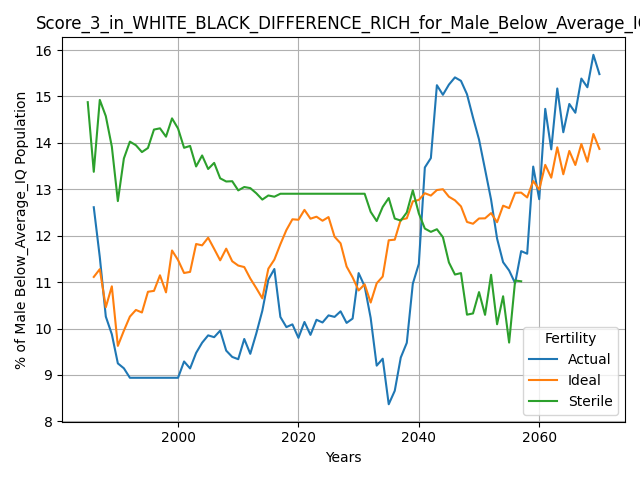 Score_3_in_WHITE_BLACK_DIFFERENCE_RICH_for_Male_Below_Average_IQ
16
15
14
13
12
11
10
9
8
% of Male Below_Average_IQ Population
2000
2020
2040
2060
Years
Fertility
Actual
Ideal
Sterile